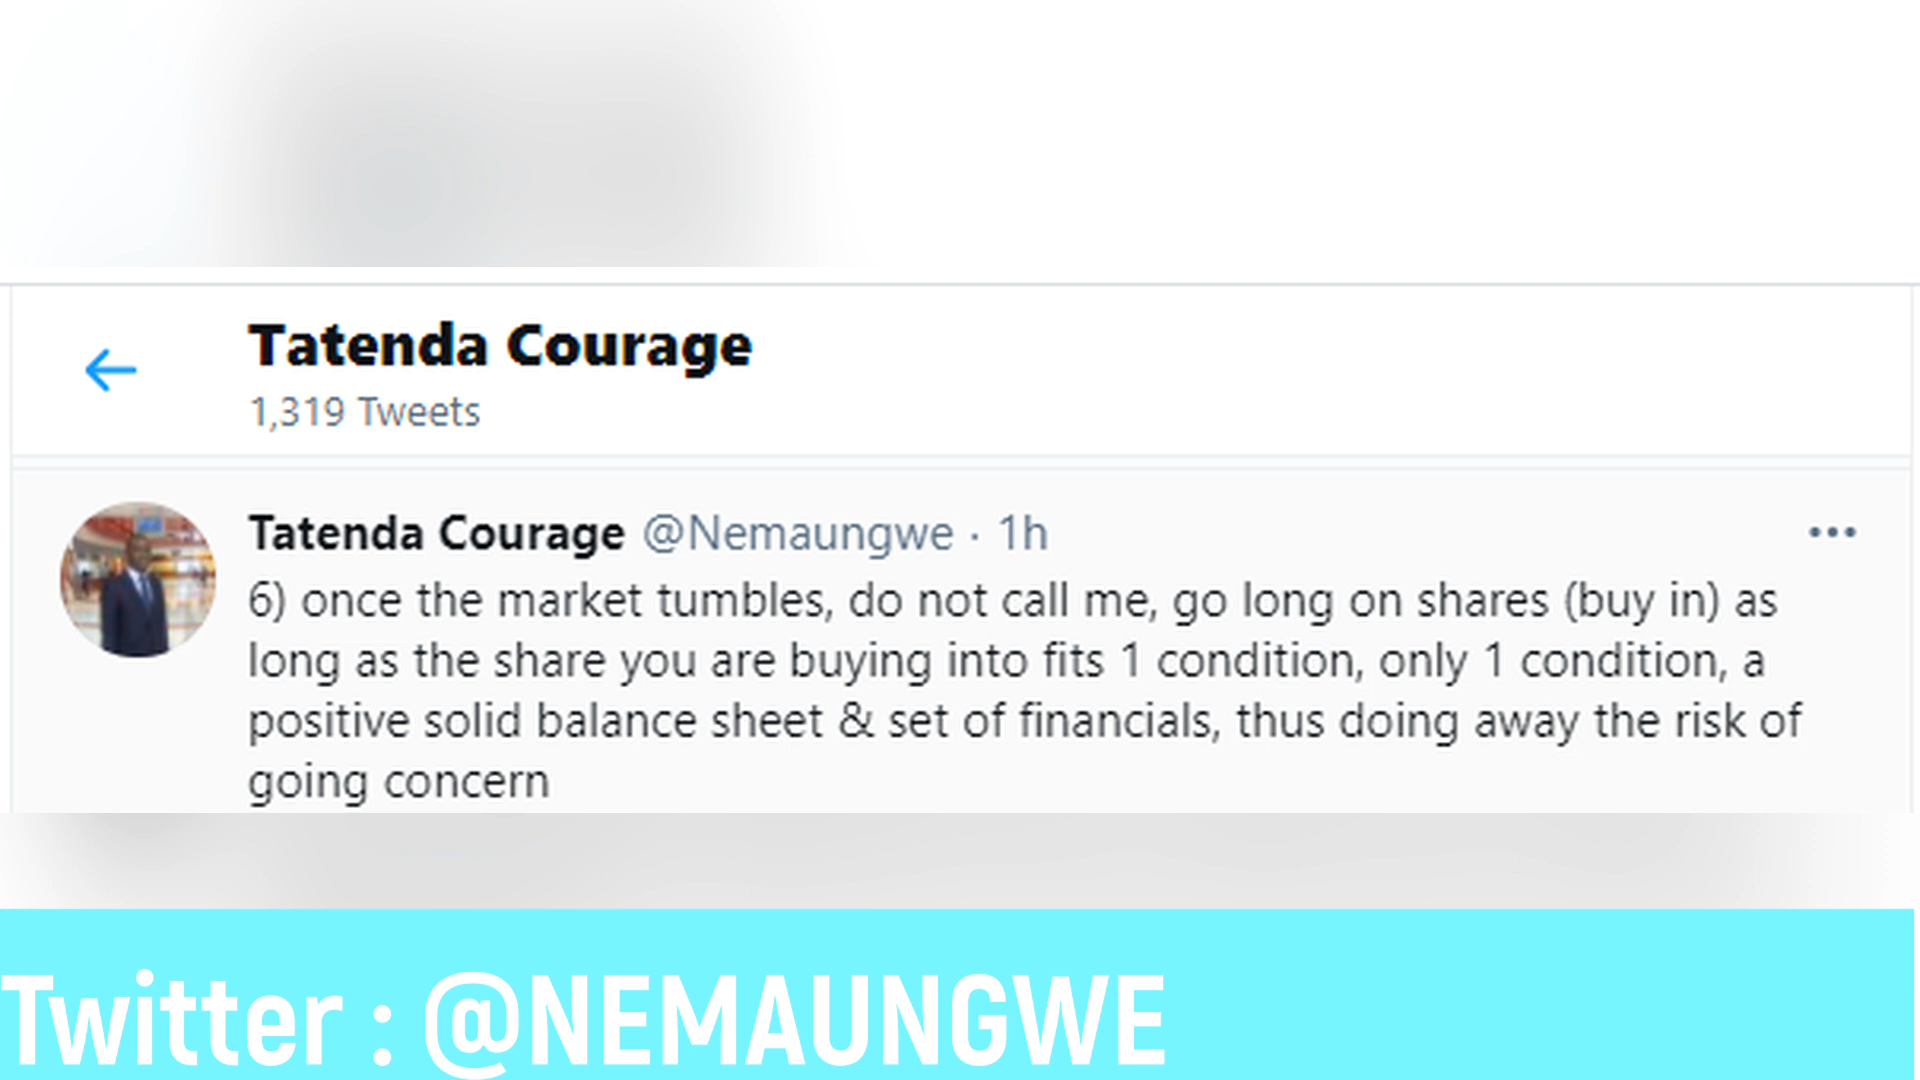 Tatenda Courage
1,319 Tweets
Tatenda Courage @Nemaungwe · 1h
6) once the market tumbles, do not call me, go long on shares (buy in) as
long as the share you are buying into fits 1 condition, only 1 condition, a
positive solid balance sheet & set of financials, thus doing away the risk of
going concern
Twitter : @NEMAUNGWE